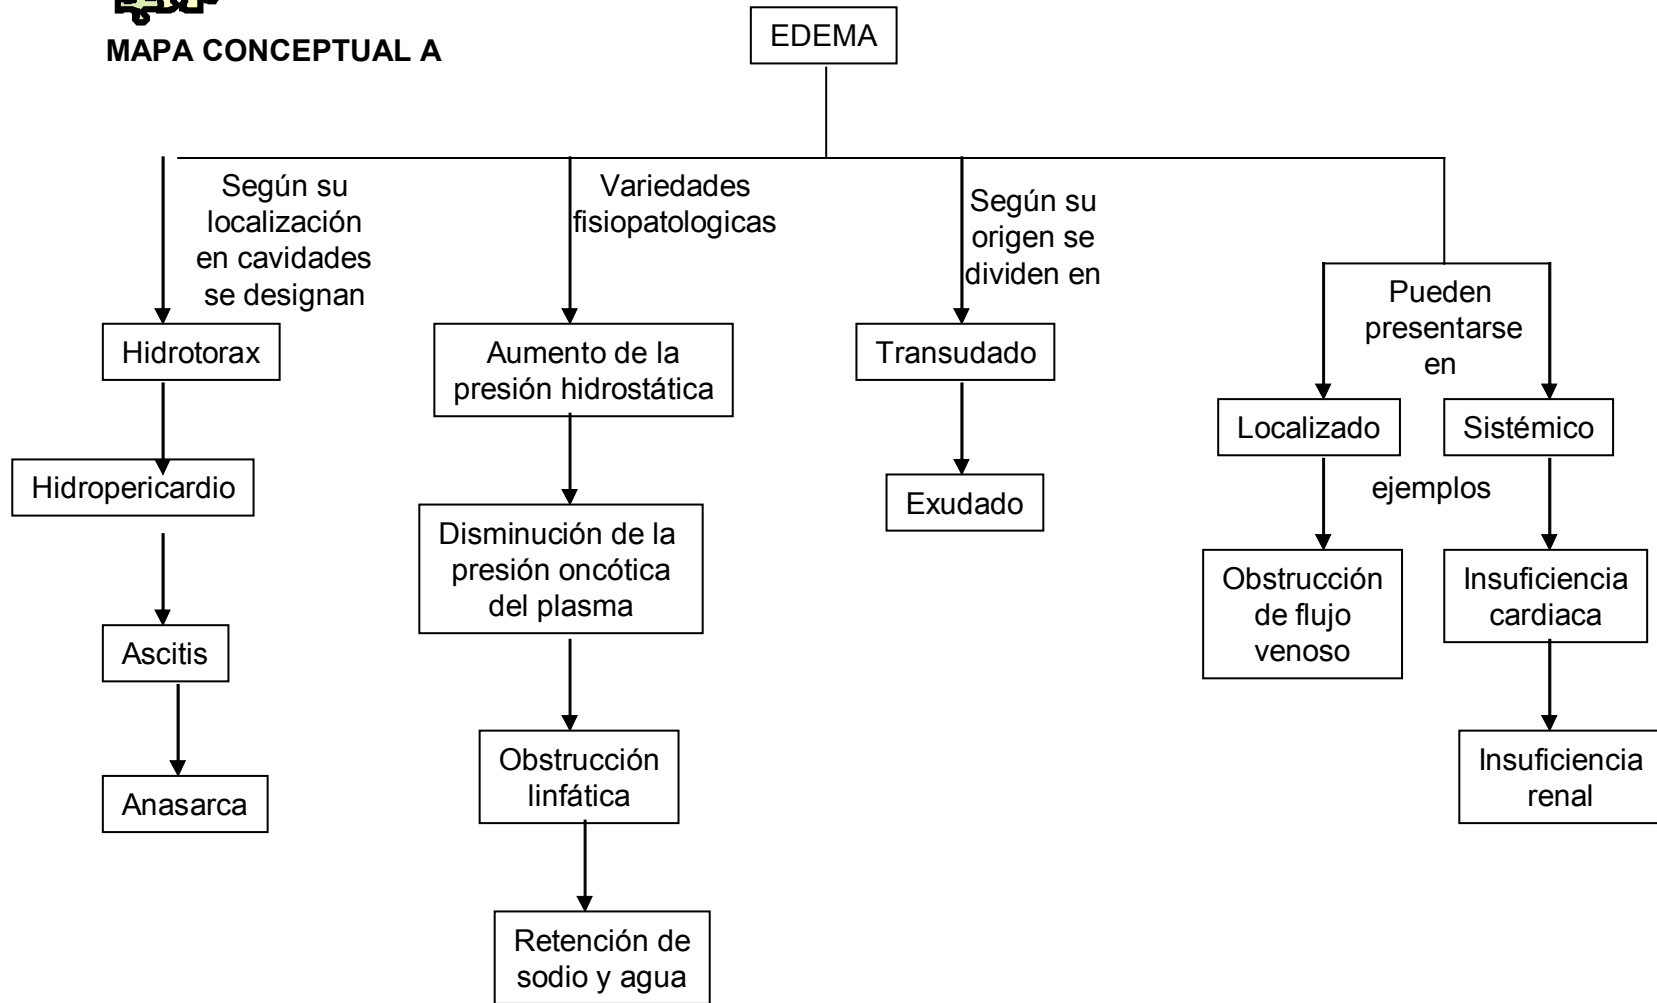 MAPA CONCEPTUAL A
EDEMA
Según su
localización
en cavidades
se designan
Hidrotorax
Hidropericardio
Ascitis
Anasarca
Variedades
fisiopatologicas
Aumento de la
presión hidrostática
Disminución de la
presión oncótica
del plasma
Obstrucción
linfática
Retención de
sodio y agua
Según su
origen se
dividen en
Transudado
Exudado
Pueden
presentarse
en
Localizado
Sistémico
ejemplos
Obstrucción
de flujo
venoso
Insuficiencia
cardiaca
Insuficiencia
renal